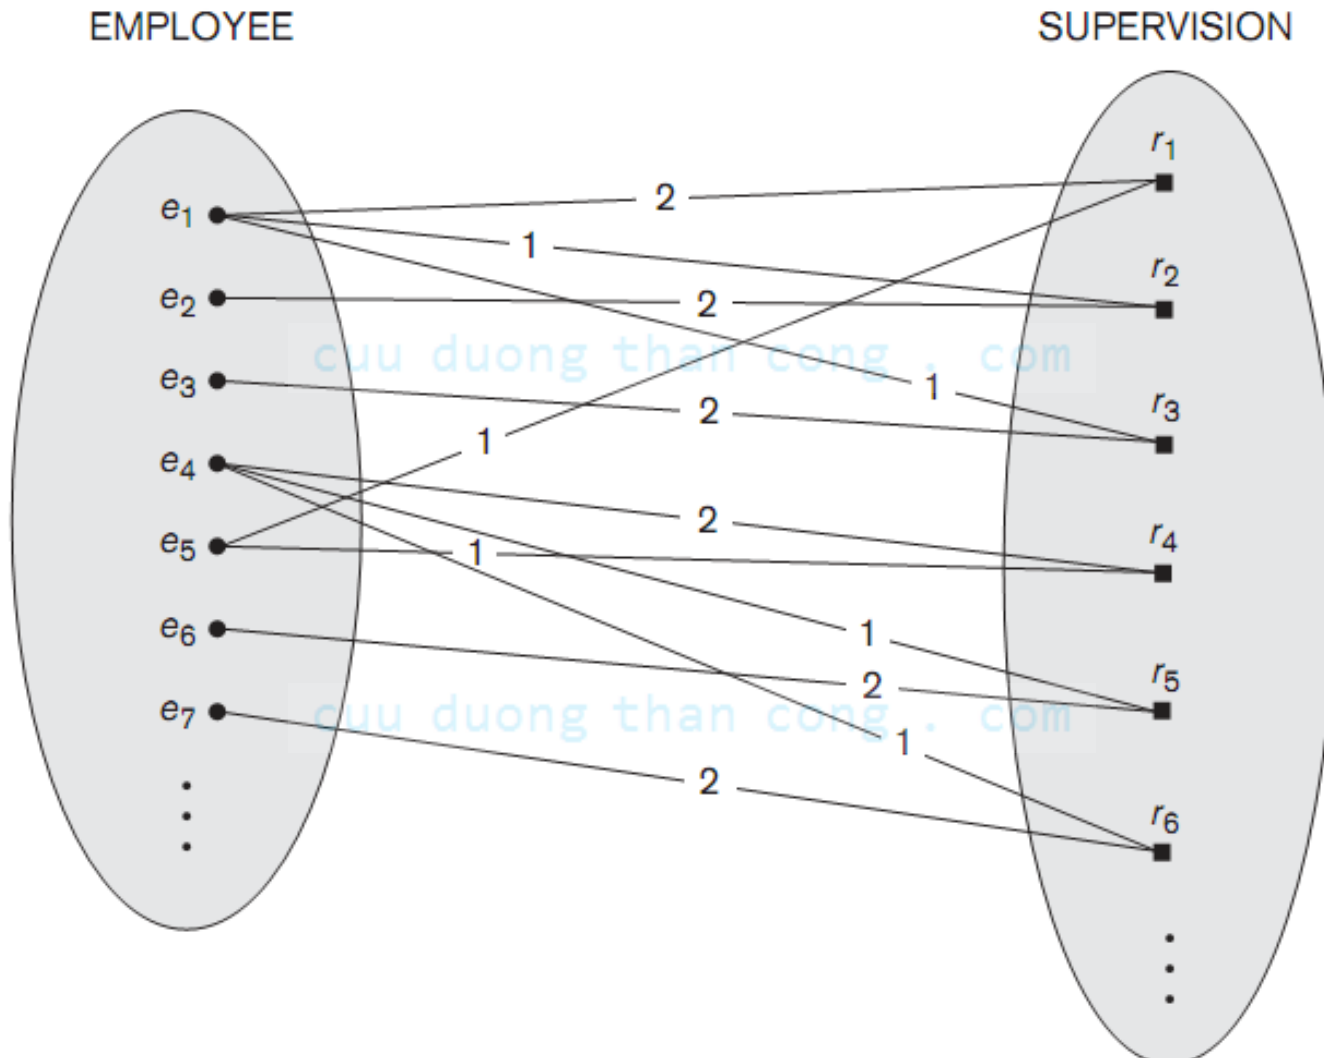 EMPLOYEE
SUPERVISION
r1
e1
2
1
r2
e2
2
cuu duong than cong . com
e3
1
2
r3
e4
1
2
r4
e5
1
e6
1
r5
2
e7
cuu duong than cong . com
1
2
r6